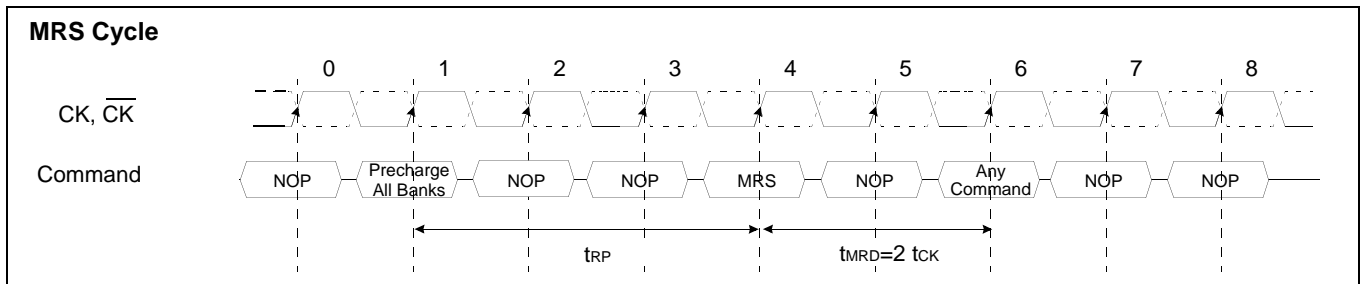 MRS Cycle
0 1 2 3 4 5 6 7 8
CK, CK
Command
NOP Precharge All Banks NOP NOP MRS NOP Any Command NOP NOP
tRP tMRD=2 tCK